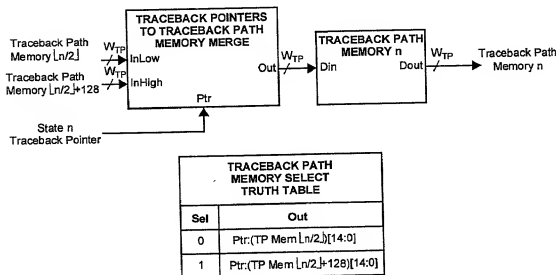 TRACEBACK POINTERS
TO TRACEBACK PATH
MEMORY MERGE
Traceback Path
Memory ⌊n/2⌋
W_TP
InLow
Traceback Path
Memory ⌊n/2⌋+128
W_TP
InHigh
Out
Ptr
W_TP
TRACEBACK PATH
MEMORY n
Din
Dout
W_TP
Traceback Path
Memory n
State n
Traceback Pointer
TRACEBACK PATH
MEMORY SELECT
TRUTH TABLE
Sel Out
0 Ptr:(TP Mem ⌊n/2⌋)[14:0]
1 Ptr:(TP Mem ⌊n/2⌋+128)[14:0]